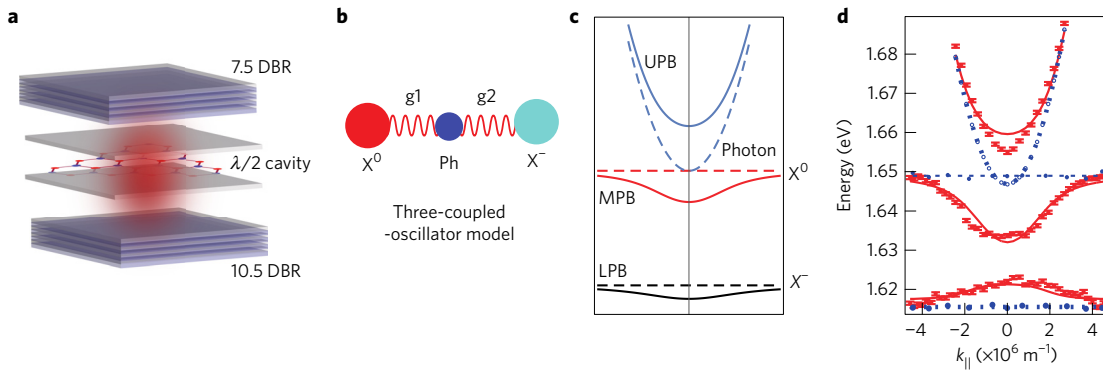 a
7.5 DBR
λ/2 cavity
10.5 DBR
b
g1 g2
X⁰ Ph X⁻
Three-coupled
-oscillator model
c
UPB
Photon
X⁰
MPB
LPB
X⁻
d
Energy (eV)
1.68
1.67
1.66
1.65
1.64
1.63
1.62
−4 −2 0 2 4
k|| (×10⁶ m⁻¹)